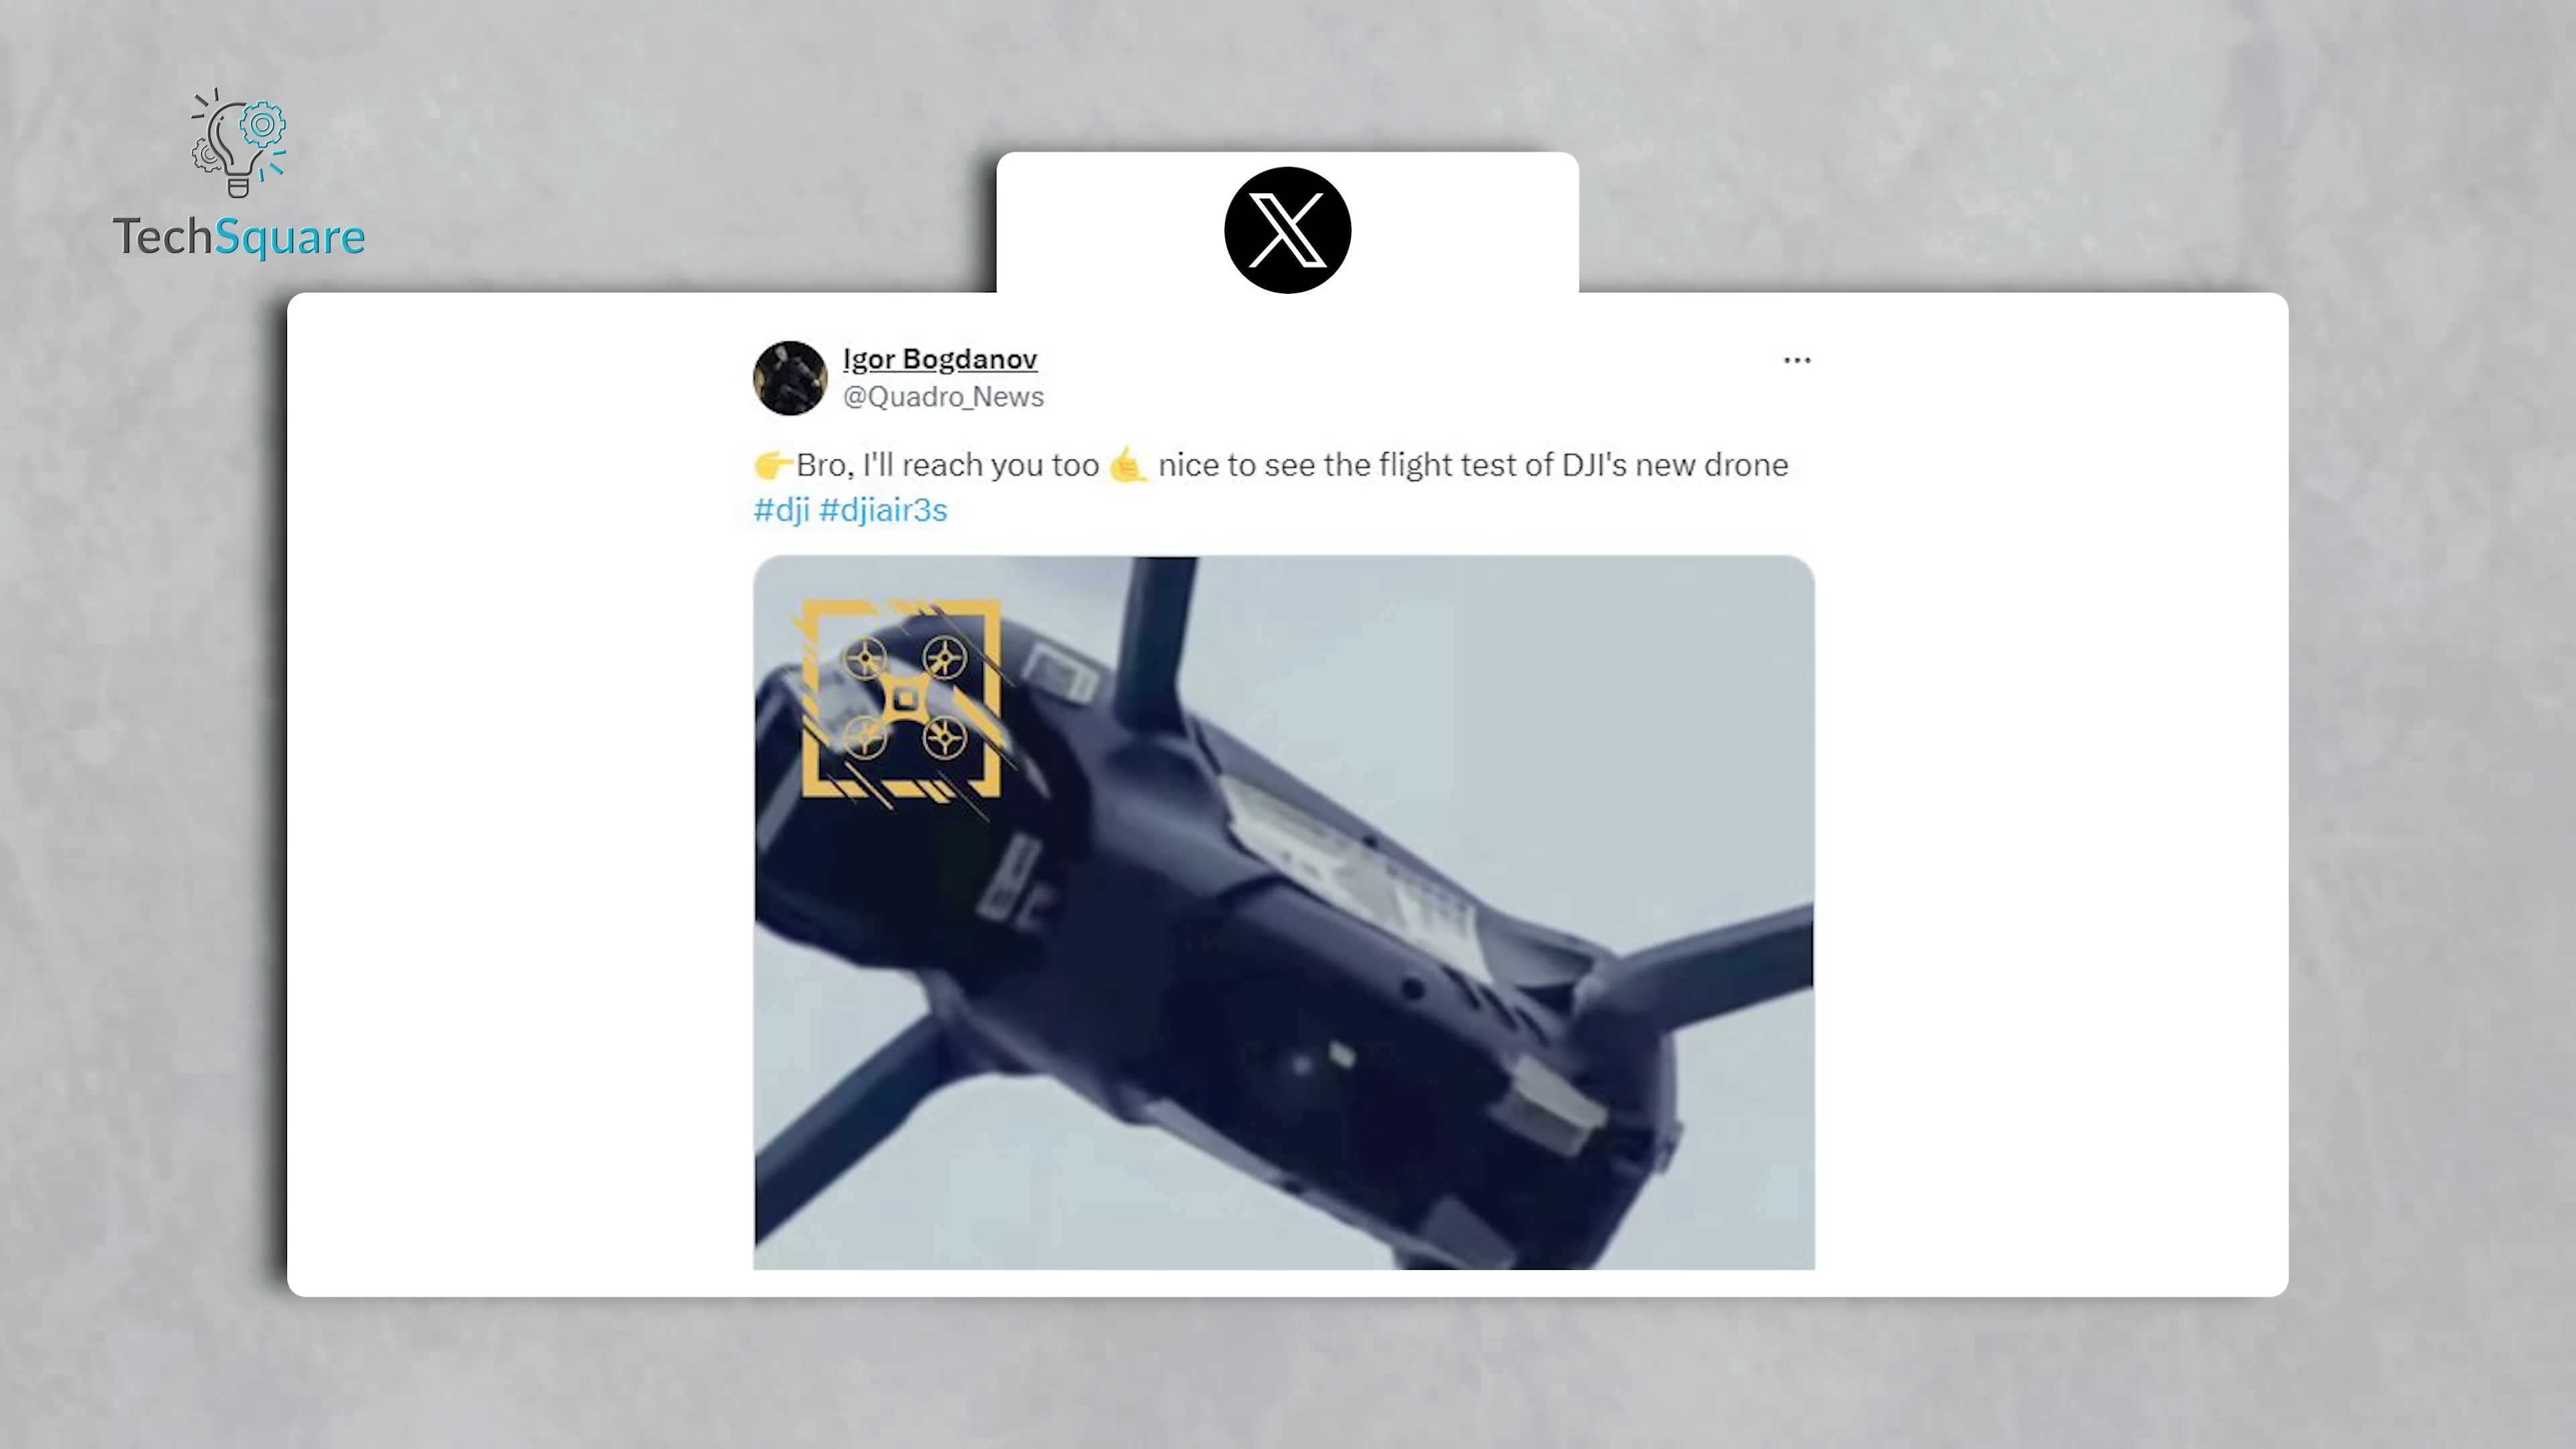 TechSquare
Igor Bogdanov
@Quadro_News
👉Bro, I'll reach you too 🤙 nice to see the flight test of DJI's new drone
#dji #djiair3s